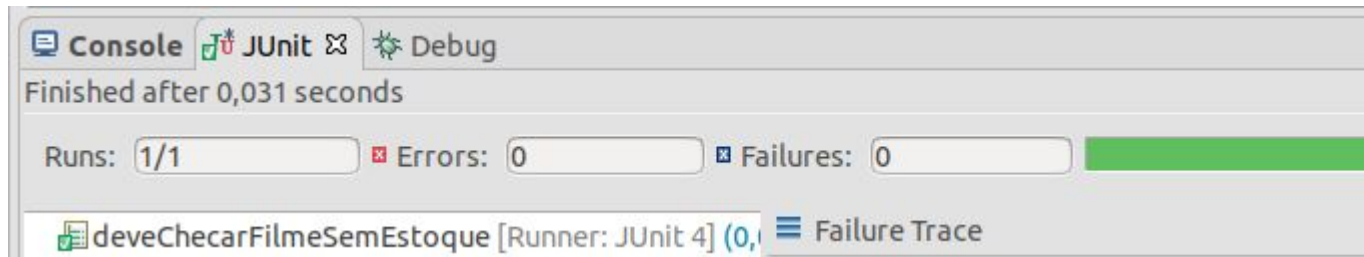 Console JUnit Debug
Finished after 0,031 seconds
Runs: 1/1 Errors: 0 Failures: 0
deveChecarFilmeSemEstoque [Runner: JUnit 4] (0, Failure Trace